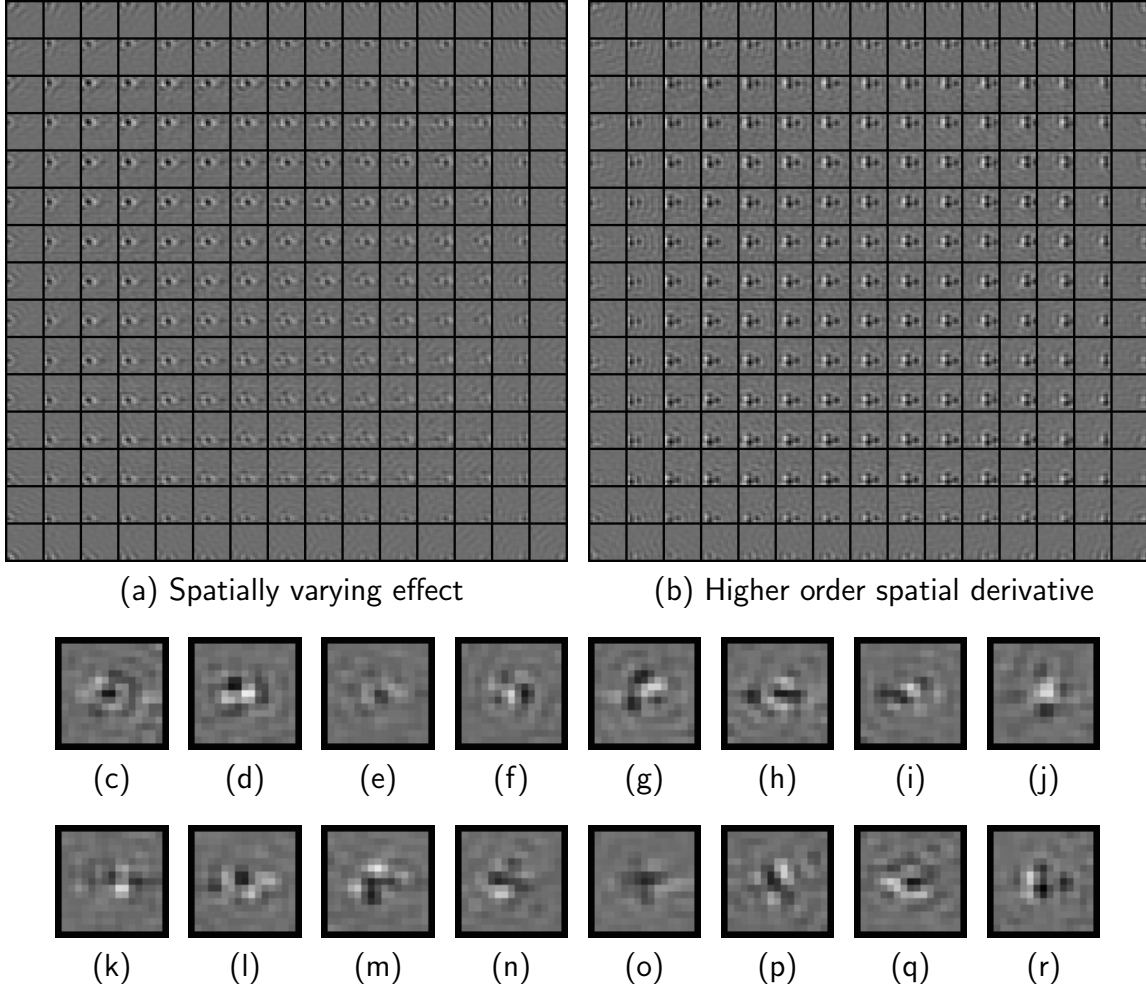 (a) Spatially varying effect (b) Higher order spatial derivative
(c) (d) (e) (f) (g) (h) (i) (j)
(k) (l) (m) (n) (o) (p) (q) (r)